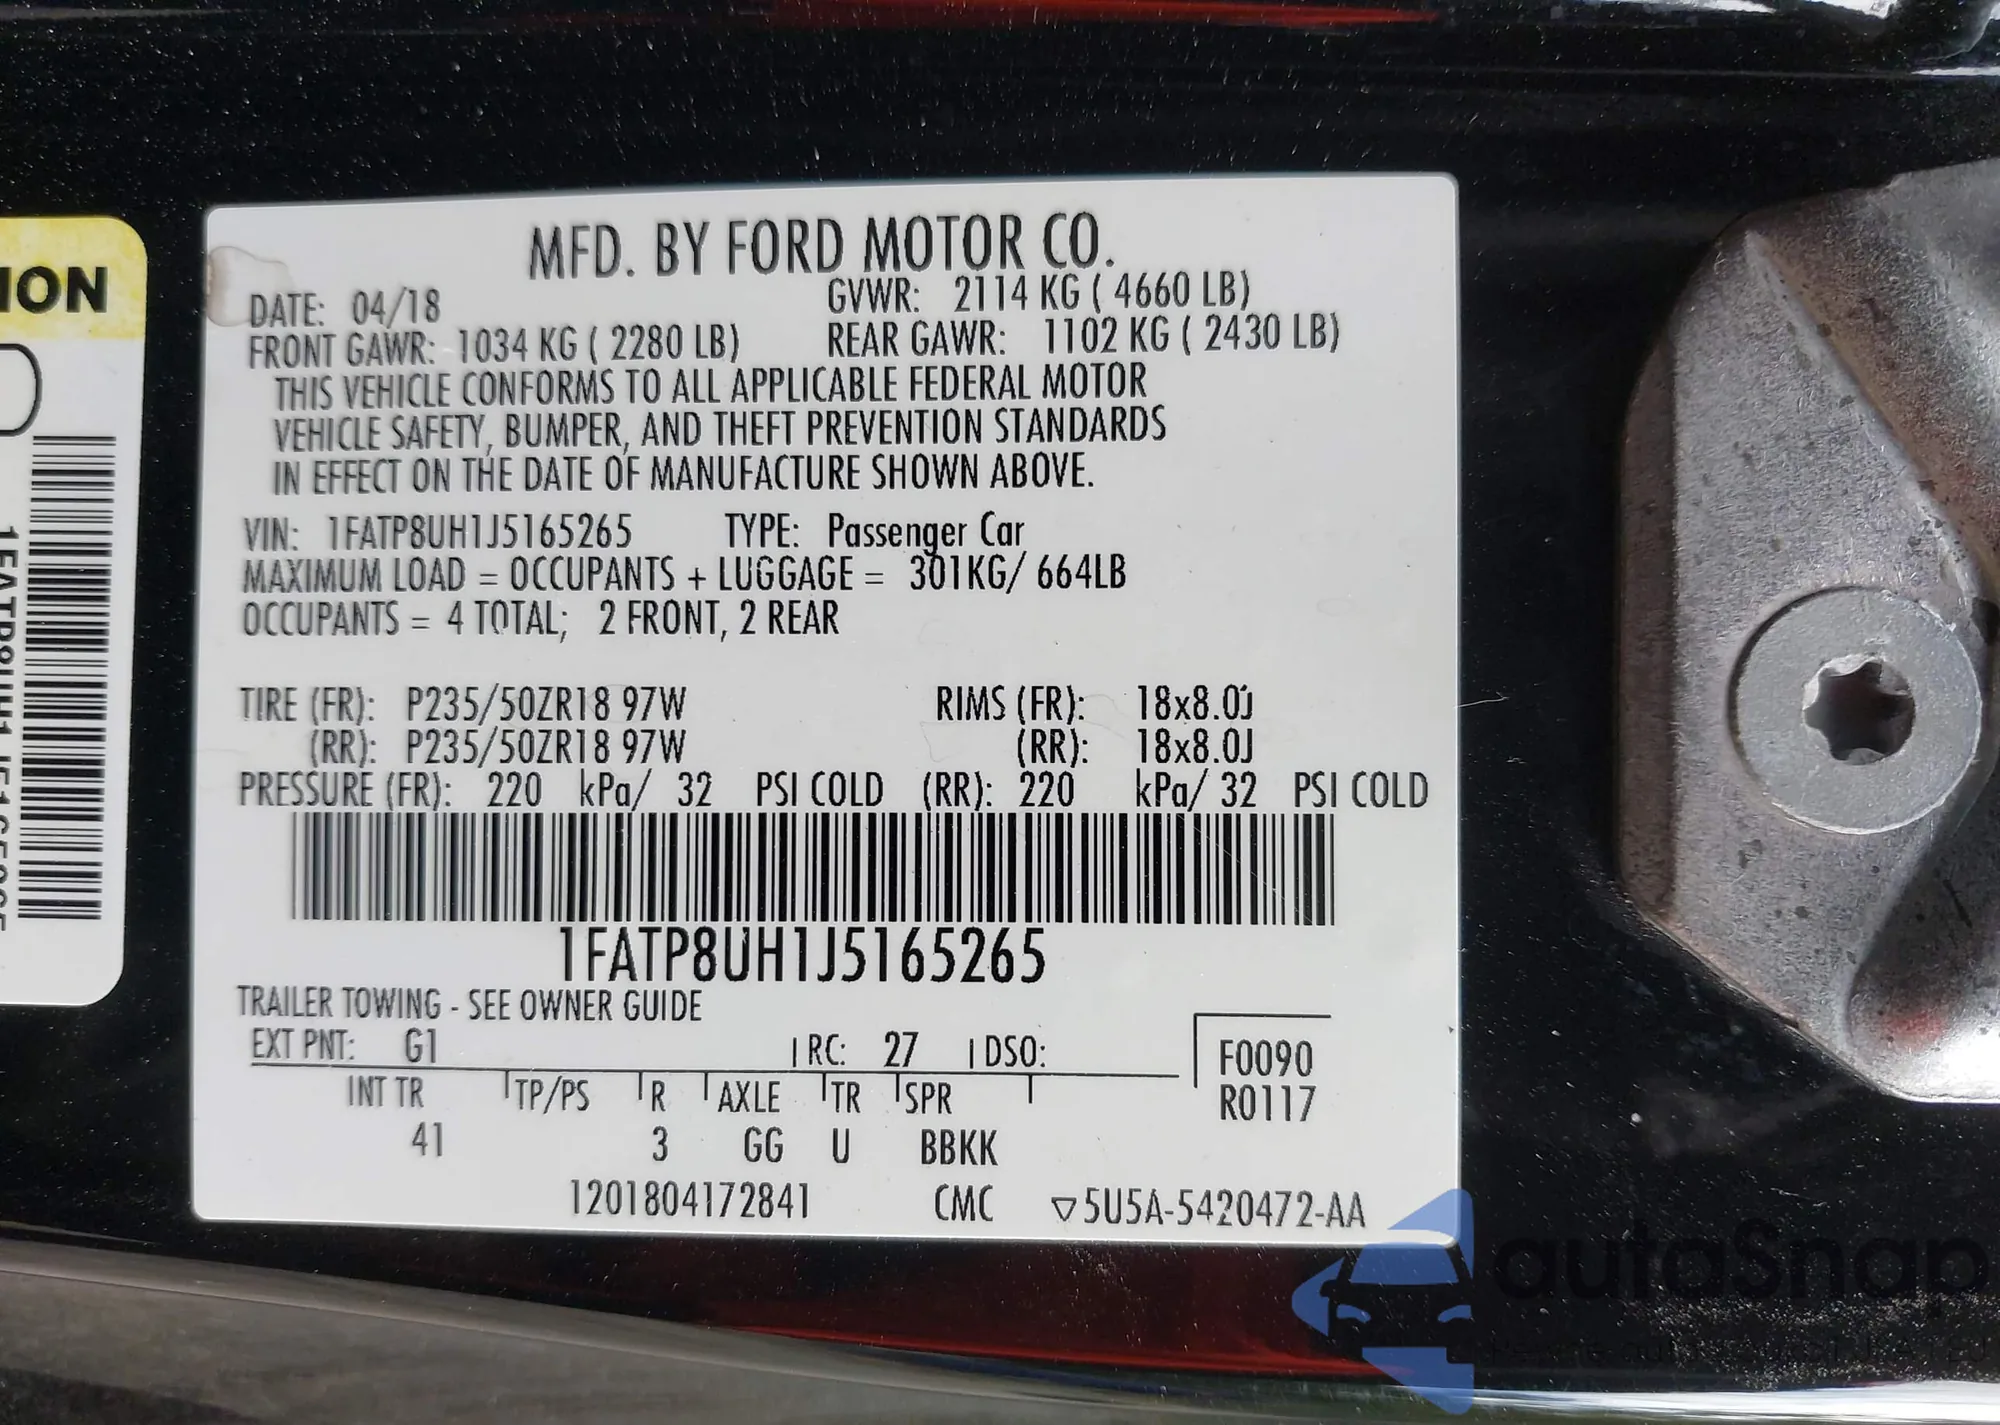 MFD. BY FORD MOTOR CO.
DATE: 04/18 GVWR: 2114 KG ( 4660 LB)
FRONT GAWR: 1034 KG ( 2280 LB) REAR GAWR: 1102 KG ( 2430 LB)
THIS VEHICLE CONFORMS TO ALL APPLICABLE FEDERAL MOTOR
VEHICLE SAFETY, BUMPER, AND THEFT PREVENTION STANDARDS
IN EFFECT ON THE DATE OF MANUFACTURE SHOWN ABOVE.
VIN: 1FATP8UH1J5165265 TYPE: Passenger Car
MAXIMUM LOAD = OCCUPANTS + LUGGAGE = 301KG/ 664LB
OCCUPANTS = 4 TOTAL; 2 FRONT, 2 REAR
TIRE (FR): P235/50ZR18 97W RIMS (FR): 18x8.0J
(RR): P235/50ZR18 97W (RR): 18x8.0J
PRESSURE (FR): 220 kPa/ 32 PSI COLD (RR): 220 kPa/ 32 PSI COLD
1FATP8UH1J5165265
TRAILER TOWING - SEE OWNER GUIDE
EXT PNT: G1 RC: 27 DSO:
F0090
R0117
INT TR TP/PS R AXLE TR SPR
41 3 GG U BBKK
1201804172841 CMC ▽5U5A-5420472-AA
ION
autaSnap